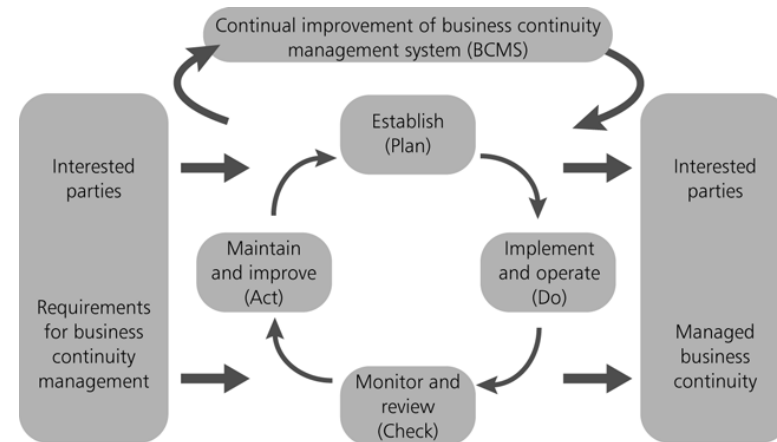 Continual improvement of business continuity
management system (BCMS)
Interested
parties
Requirements
for business
continuity
management
Establish
(Plan)
Maintain
and improve
(Act)
Implement
and operate
(Do)
Monitor and
review
(Check)
Interested
parties
Managed
business
continuity